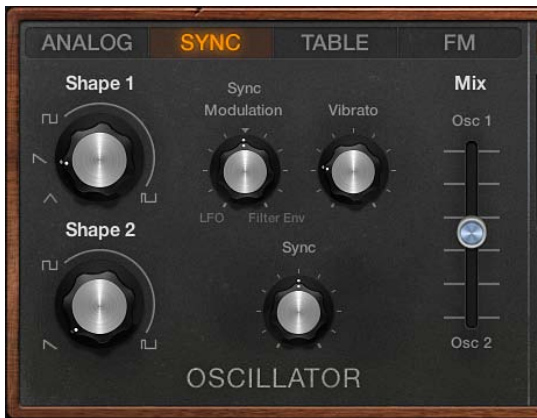 ANALOG SYNC TABLE FM
Shape 1
Sync
Modulation
Vibrato
Mix
Osc 1
LFO
Filter Env
Shape 2
Sync
Osc 2
OSCILLATOR